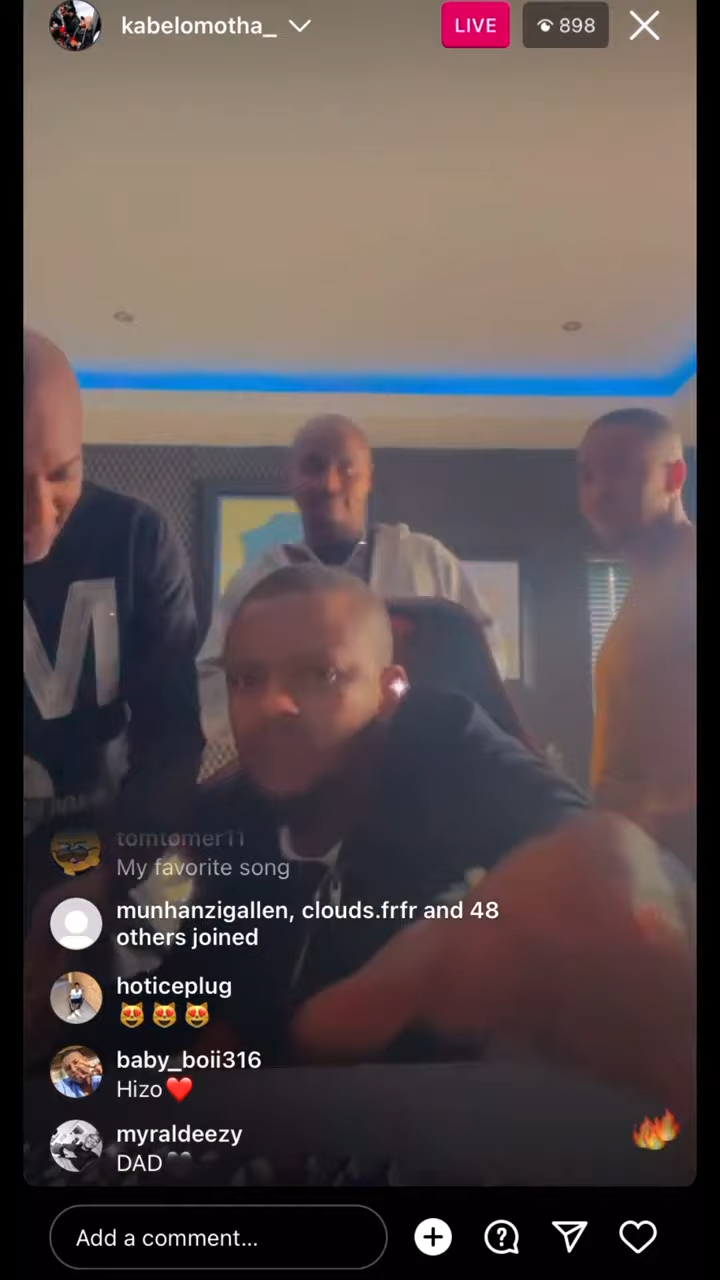 kabelomotha_
LIVE
898
M
tomtomer11
My favorite song
munhanzigallen, clouds.frfr and 48
others joined
hoticeplug
😻 😻 😻
baby_boii316
Hizo❤️
myraldeezy
DAD🤍
Add a comment...